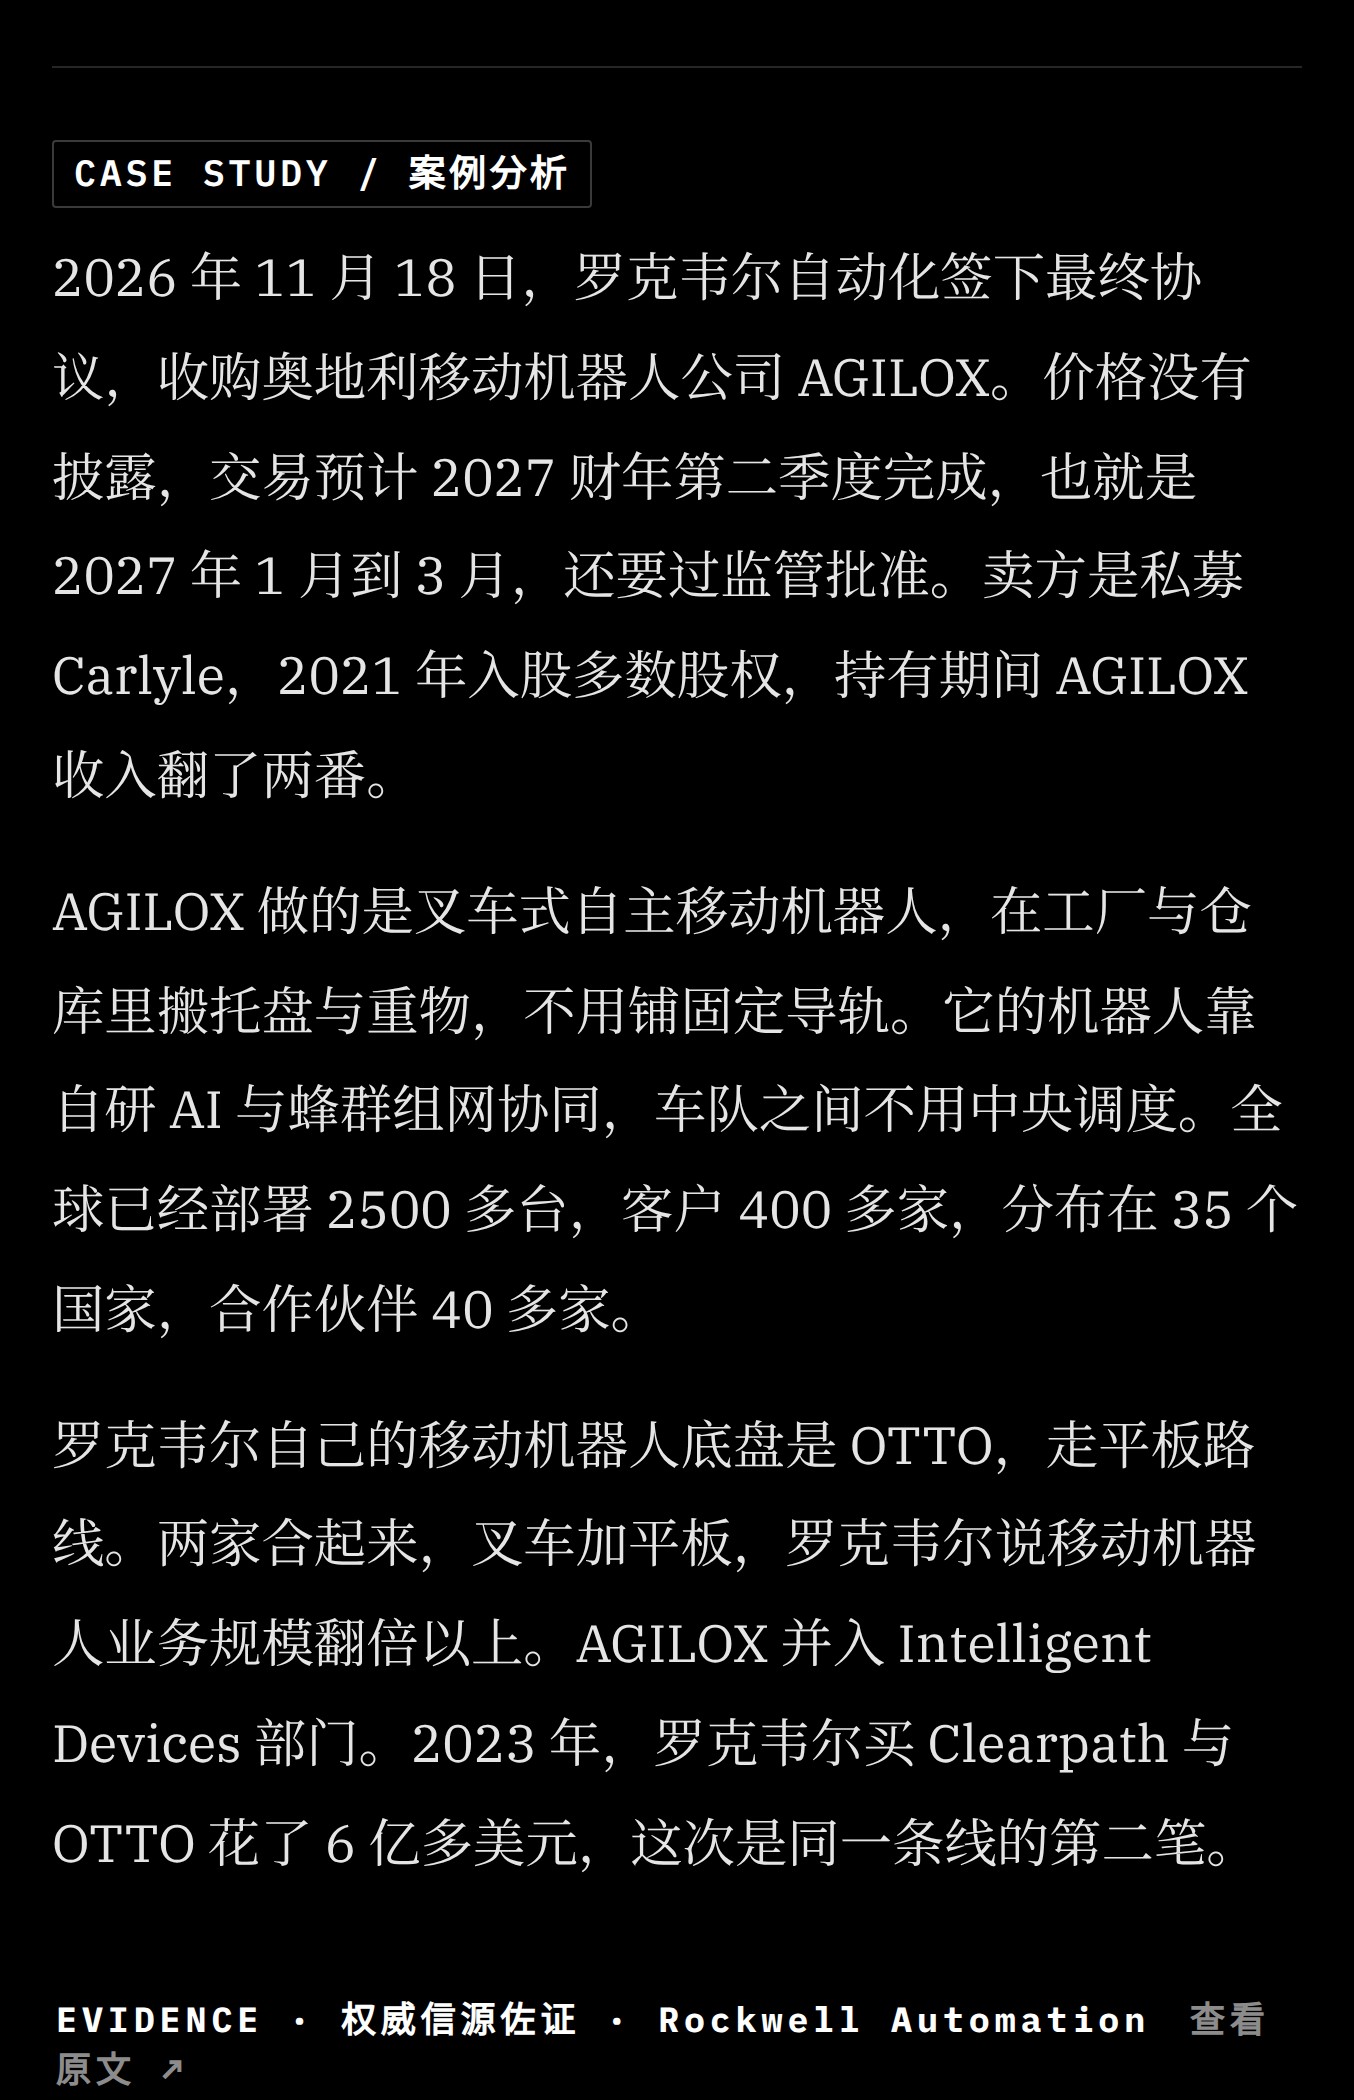 CASE STUDY / 案例分析
2026 年 11 月 18 日，罗克韦尔自动化签下最终协
议，收购奥地利移动机器人公司 AGILOX。价格没有
披露，交易预计 2027 财年第二季度完成，也就是
2027 年 1 月到 3 月，还要过监管批准。卖方是私募
Carlyle，2021 年入股多数股权，持有期间 AGILOX
收入翻了两番。
AGILOX 做的是叉车式自主移动机器人，在工厂与仓
库里搬托盘与重物，不用铺固定导轨。它的机器人靠
自研 AI 与蜂群组网协同，车队之间不用中央调度。全
球已经部署 2500 多台，客户 400 多家，分布在 35 个
国家，合作伙伴 40 多家。
罗克韦尔自己的移动机器人底盘是 OTTO，走平板路
线。两家合起来，叉车加平板，罗克韦尔说移动机器
人业务规模翻倍以上。AGILOX 并入 Intelligent
Devices 部门。2023 年，罗克韦尔买 Clearpath 与
OTTO 花了 6 亿多美元，这次是同一条线的第二笔。
EVIDENCE · 权威信源佐证 · Rockwell Automation 查看
原文 ↗